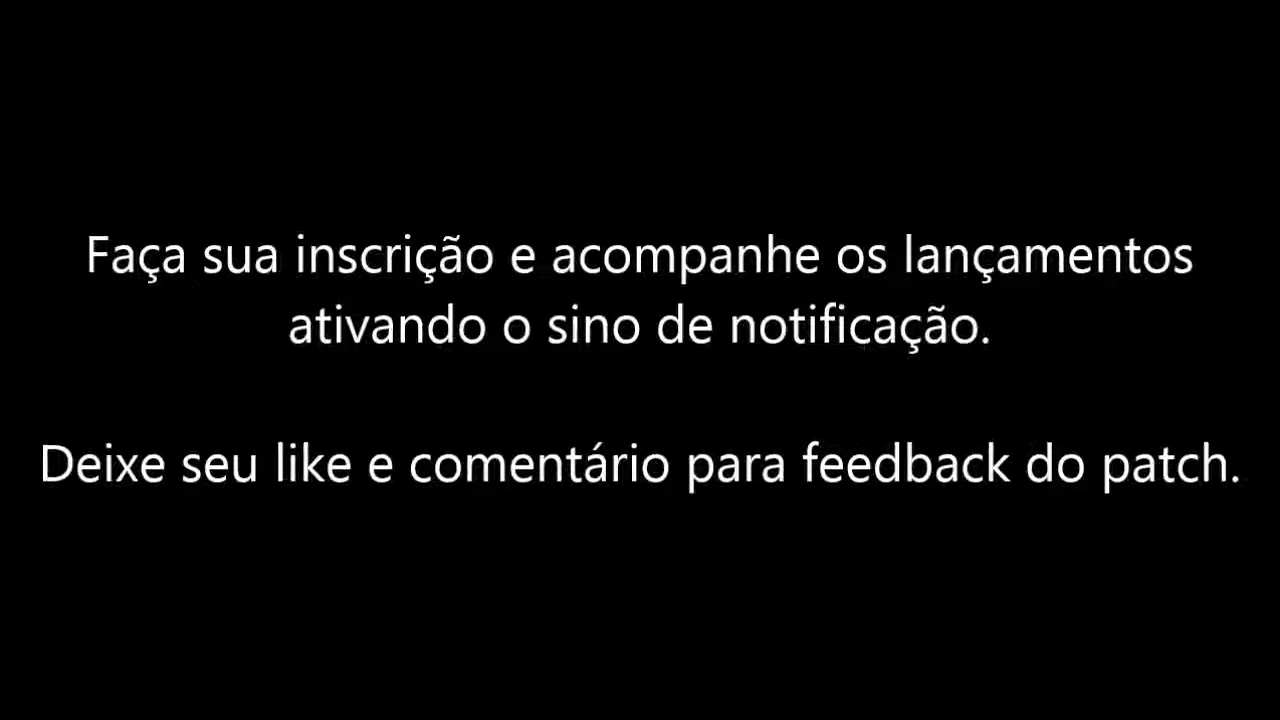 Faça sua inscrição e acompanhe os lançamentos
ativando o sino de notificação.
Deixe seu like e comentário para feedback do patch.